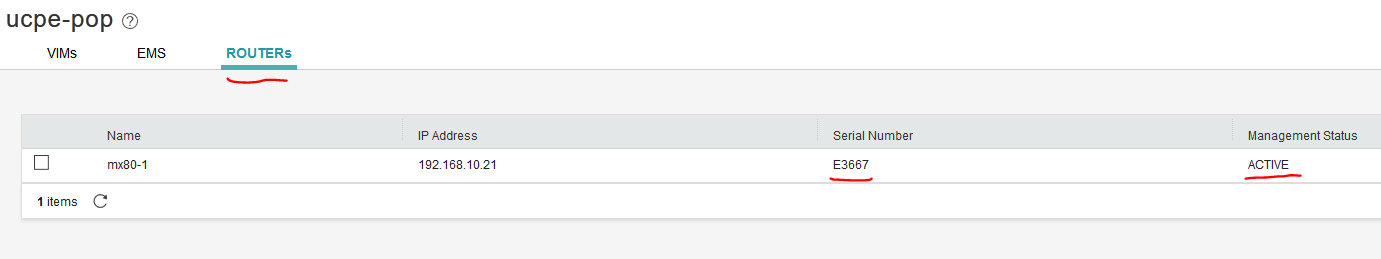 ucpe-pop ?
VIMs EMS ROUTERs
Name IP Address Serial Number Management Status
mx80-1 192.168.10.21 E3667 ACTIVE
1 items